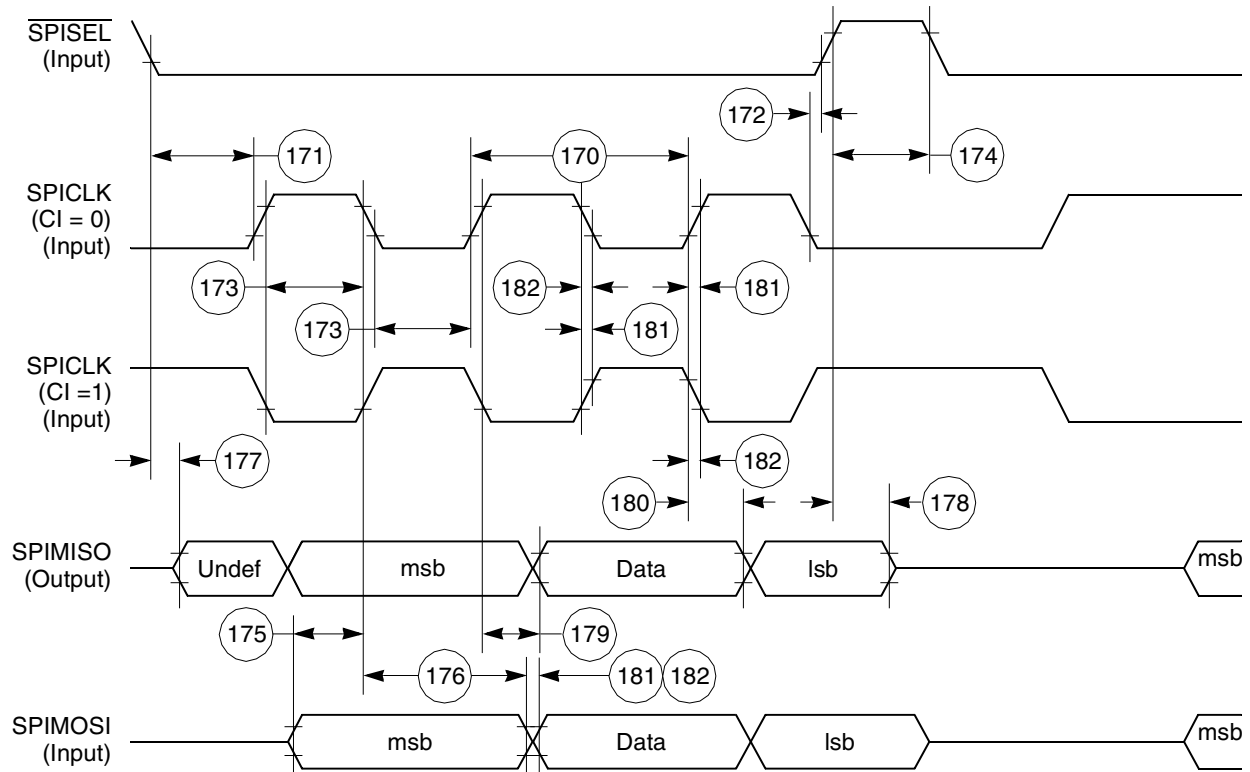 SPISEL
(Input)
172
171
170
174
SPICLK
(CI = 0)
(Input)
173
182
181
173
181
SPICLK
(CI =1)
(Input)
177
182
180
178
SPIMISO
(Output)
Undef
msb
Data
lsb
msb
175
179
176
181
182
SPIMOSI
(Input)
msb
Data
lsb
msb